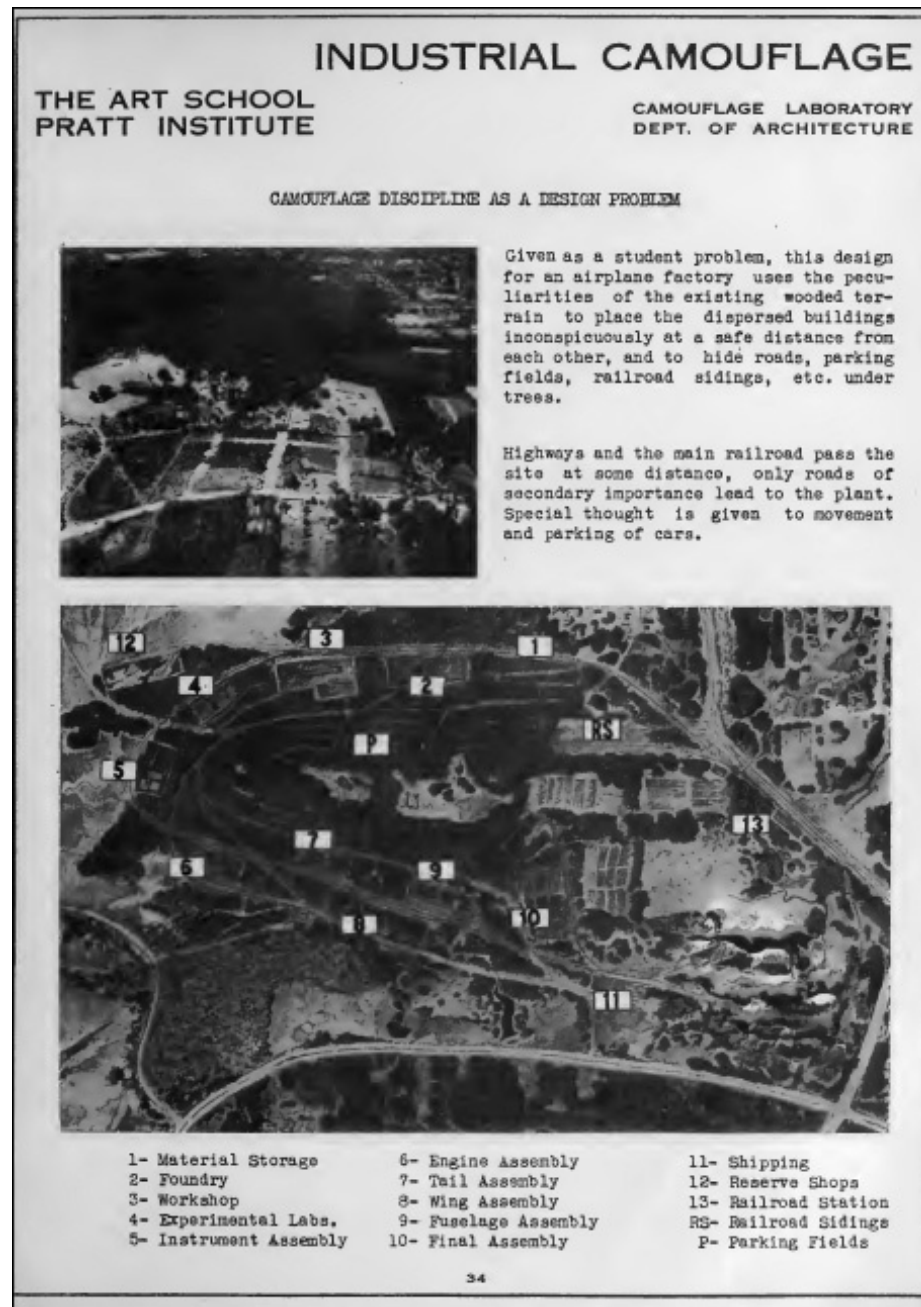 INDUSTRIAL CAMOUFLAGE
THE ART SCHOOL
PRATT INSTITUTE
CAMOUFLAGE LABORATORY
DEPT. OF ARCHITECTURE
CAMOUFLAGE DISCIPLINE AS A DESIGN PROBLEM
Given as a student problem, this design
for an airplane factory uses the pecu-
liarities of the existing wooded ter-
rain to place the dispersed buildings
inconspicuously at a safe distance from
each other, and to hide roads, parking
fields, railroad sidings, etc. under
trees.
Highways and the main railroad pass the
site at some distance, only roads of
secondary importance lead to the plant.
Special thought is given to movement
and parking of cars.
12
3
1
4
2
RS
P
5
13
7
6
9
8
10
11
1- Material Storage
2- Foundry
3- Workshop
4- Experimental Labs.
5- Instrument Assembly
6- Engine Assembly
7- Tail Assembly
8- Wing Assembly
9- Fuselage Assembly
10- Final Assembly
11- Shipping
12- Reserve Shops
13- Railroad Station
RS- Railroad Sidings
P- Parking Fields
34